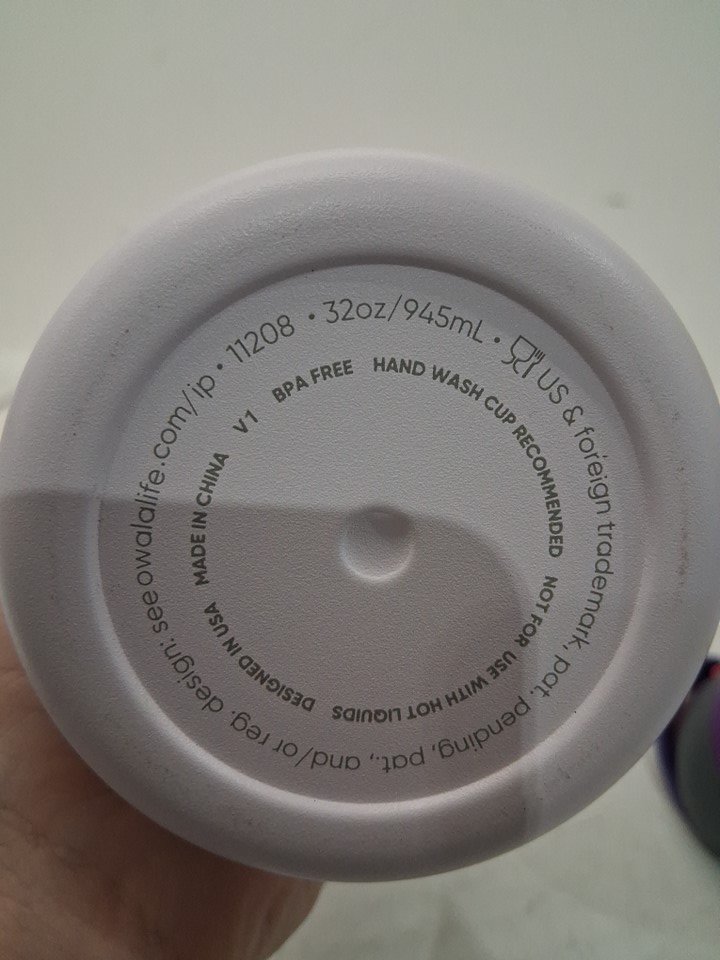 11208 • 32oz/945mL • US & foreign trademark, pat. pending, pat., and/or reg. design: see owalalife.com/ip •
BPA FREE HAND WASH CUP RECOMMENDED NOT FOR USE WITH HOT LIQUIDS DESIGNED IN USA MADE IN CHINA V1